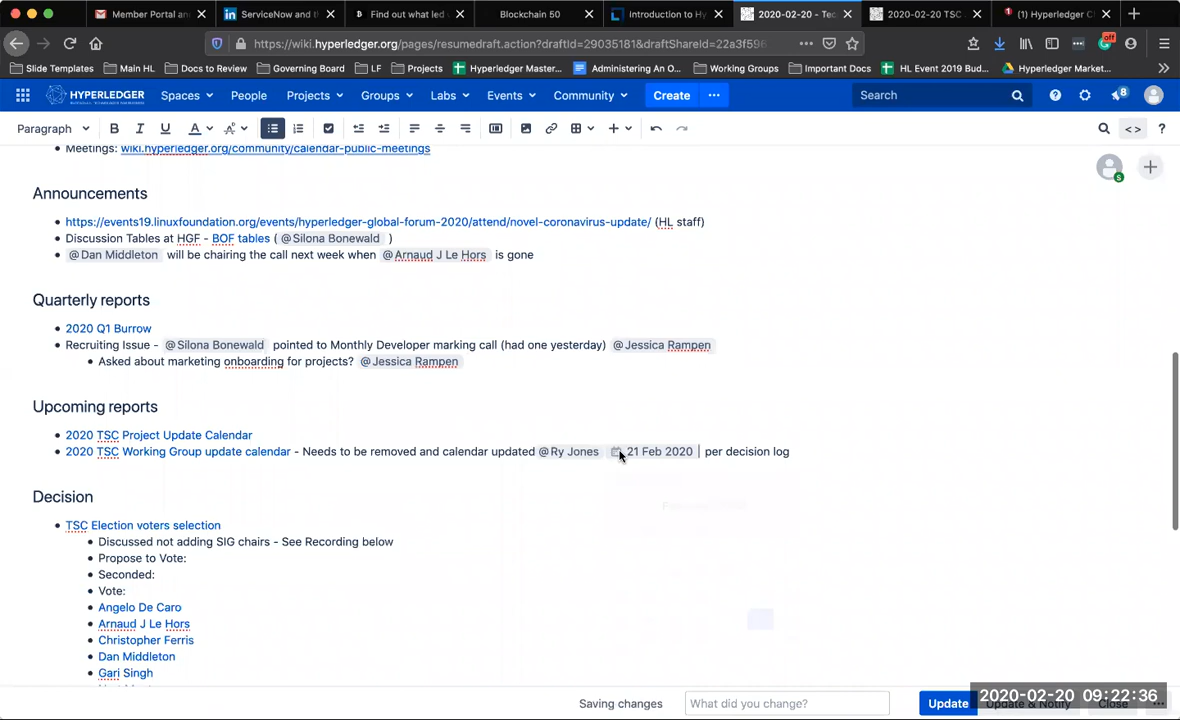 Member Portal and
ServiceNow and t
Find out what led
Blockchain 50
Introduction to Hy
2020-02-20 - Tec
2020-02-20 TSC
(1) Hyperledger C
https://wiki.hyperledger.org/pages/resumedraft.action?draftId=29035181&draftShareId=22a3f596
off
Slide Templates
Main HL
Docs to Review
Governing Board
LF
Projects
Hyperledger Master...
Administering An O...
Working Groups
Important Docs
HL Event 2019 Bud...
Hyperledger Market...
HYPERLEDGER
Spaces
People
Projects
Groups
Labs
Events
Community
Create
Search
8
Paragraph
B I U A
Meetings: wiki.hyperledger.org/community/calendar-public-meetings
Announcements
https://events19.linuxfoundation.org/events/hyperledger-global-forum-2020/attend/novel-coronavirus-update/ (HL staff)
Discussion Tables at HGF - BOF tables ( @Silona Bonewald )
@Dan Middleton will be chairing the call next week when @Arnaud J Le Hors is gone
Quarterly reports
2020 Q1 Burrow
Recruiting Issue - @Silona Bonewald pointed to Monthly Developer marking call (had one yesterday) @Jessica Rampen
Asked about marketing onboarding for projects? @Jessica Rampen
Upcoming reports
2020 TSC Project Update Calendar
2020 TSC Working Group update calendar - Needs to be removed and calendar updated @Ry Jones 21 Feb 2020 per decision log
Decision
TSC Election voters selection
Discussed not adding SIG chairs - See Recording below
Propose to Vote:
Seconded:
Vote:
Angelo De Caro
Arnaud J Le Hors
Christopher Ferris
Dan Middleton
Gari Singh
Saving changes
What did you change?
Update
Update & Notify
Close
2020-02-20 09:22:36